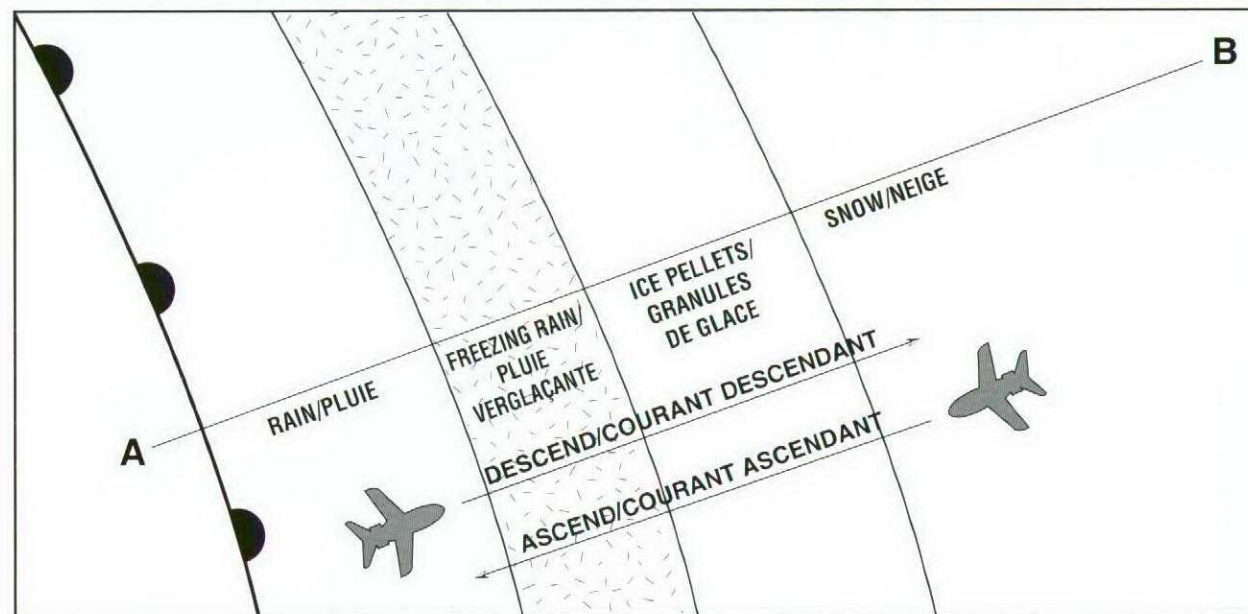 B
SNOW/NEIGE
ICE PELLETS/
GRANULES
DE GLACE
FREEZING RAIN/
PLUIE
VERGLAÇANTE
RAIN/PLUIE
A
DESCEND/COURANT DESCENDANT
ASCEND/COURANT ASCENDANT